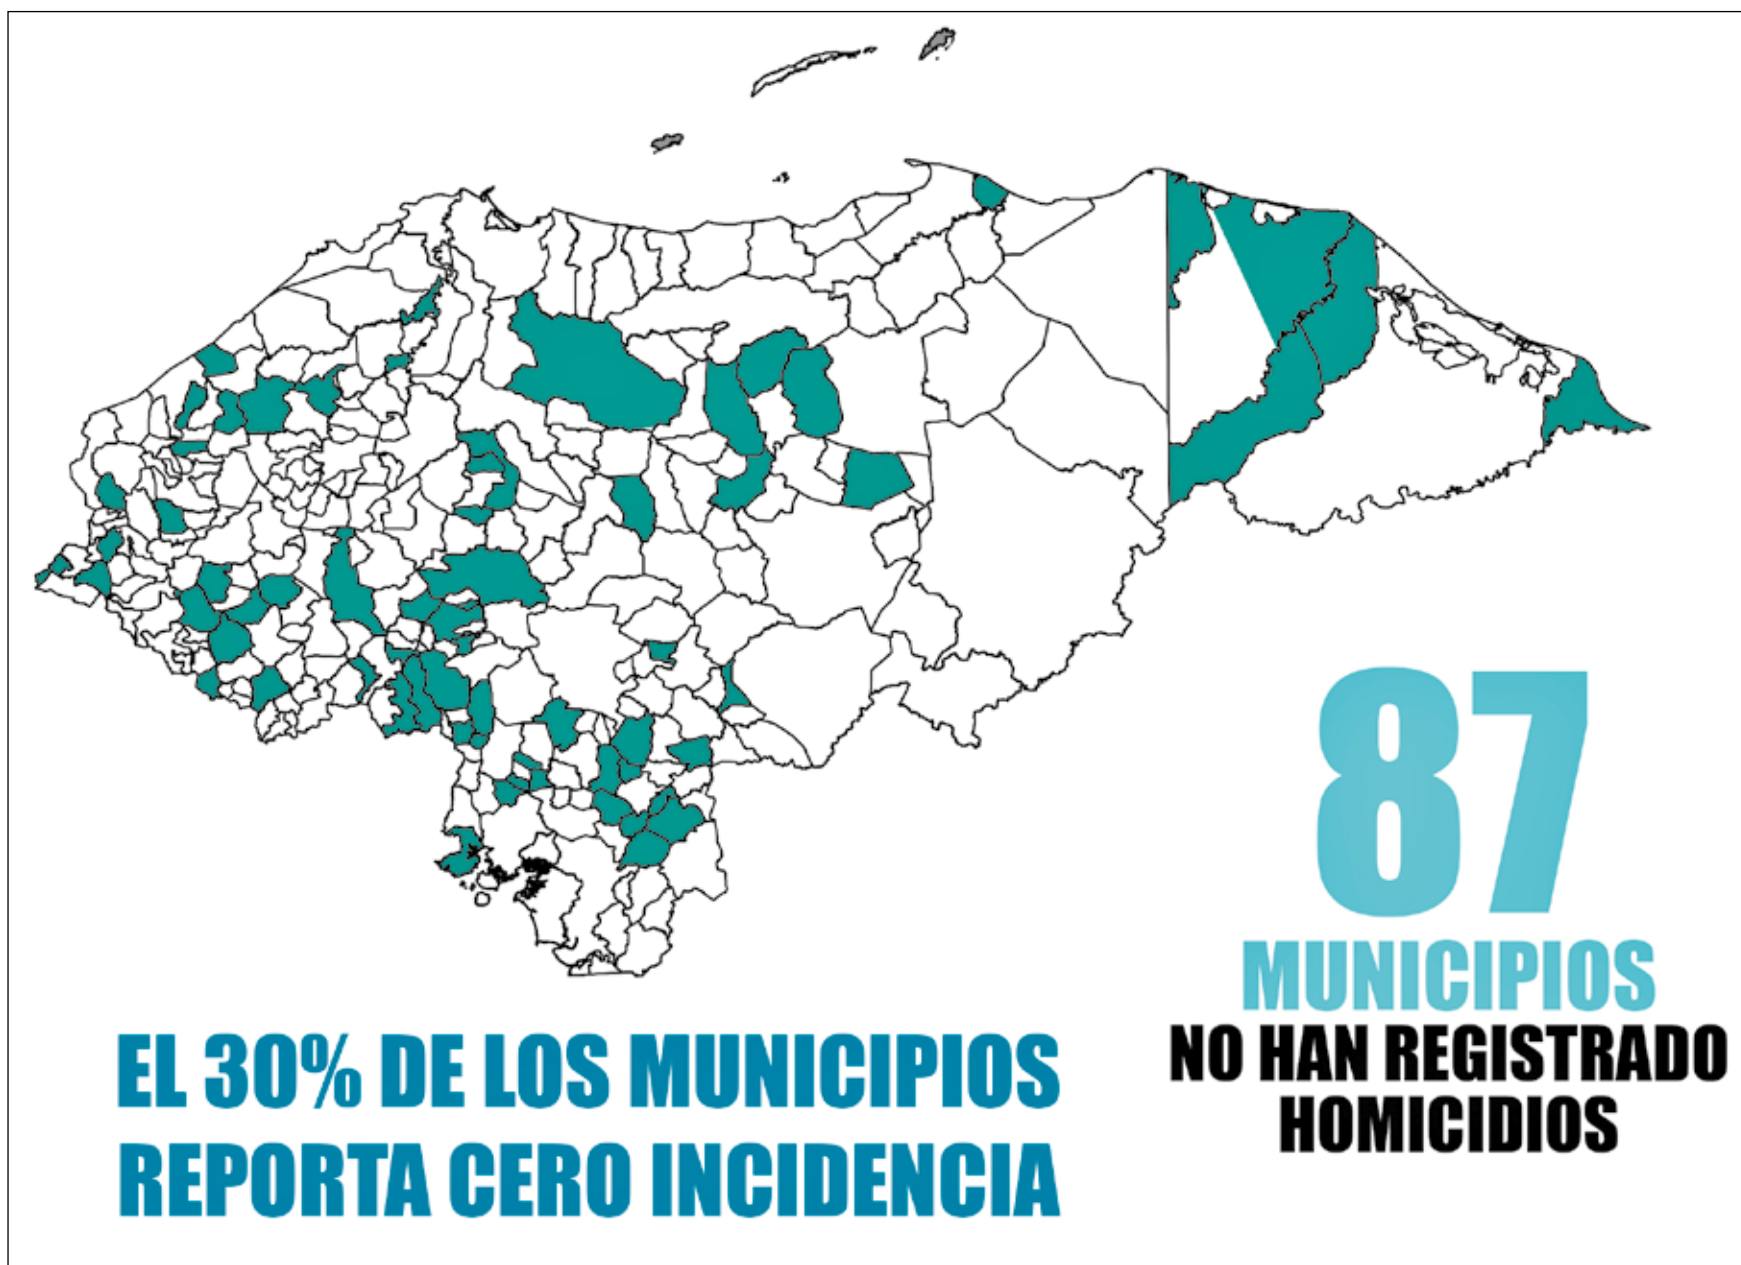 87
MUNICIPIOS
NO HAN REGISTRADO
HOMICIDIOS
EL 30% DE LOS MUNICIPIOS
REPORTA CERO INCIDENCIA